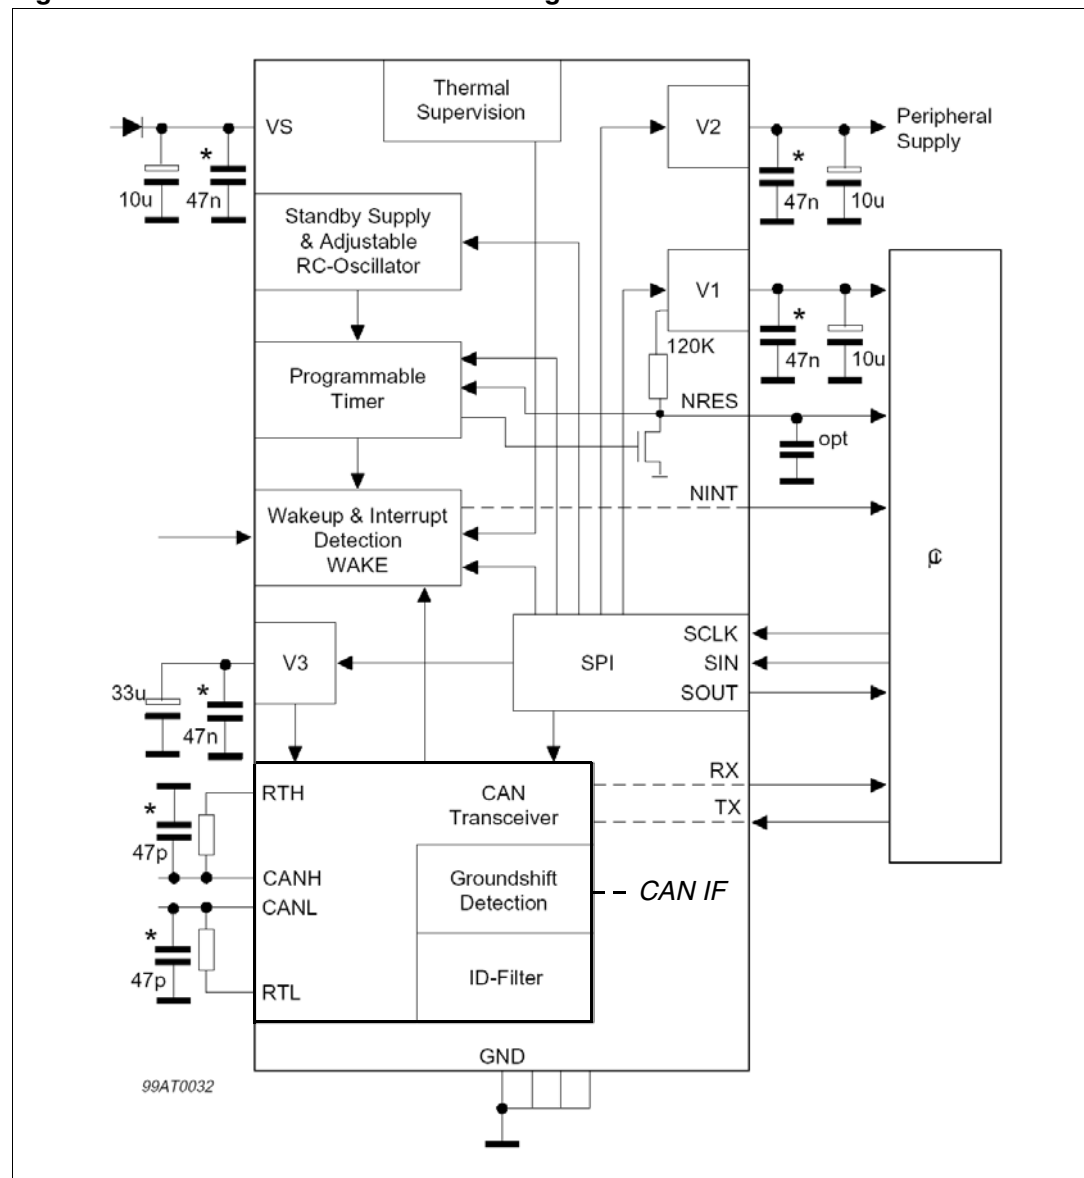 Thermal
Supervision
VS
*
10u
47n
V2
Peripheral
Supply
*
47n
10u
Standby Supply
& Adjustable
RC-Oscillator
V1
*
47n
10u
120K
Programmable
Timer
NRES
opt
NINT
Wakeup & Interrupt
Detection
WAKE
V3
33u
*
47n
SPI
SCLK
SIN
SOUT
RX
TX
RTH
CAN
Transceiver
*
47p
CANH
CANL
Groundshift
Detection
CAN IF
*
47p
RTL
ID-Filter
GND
99AT0032